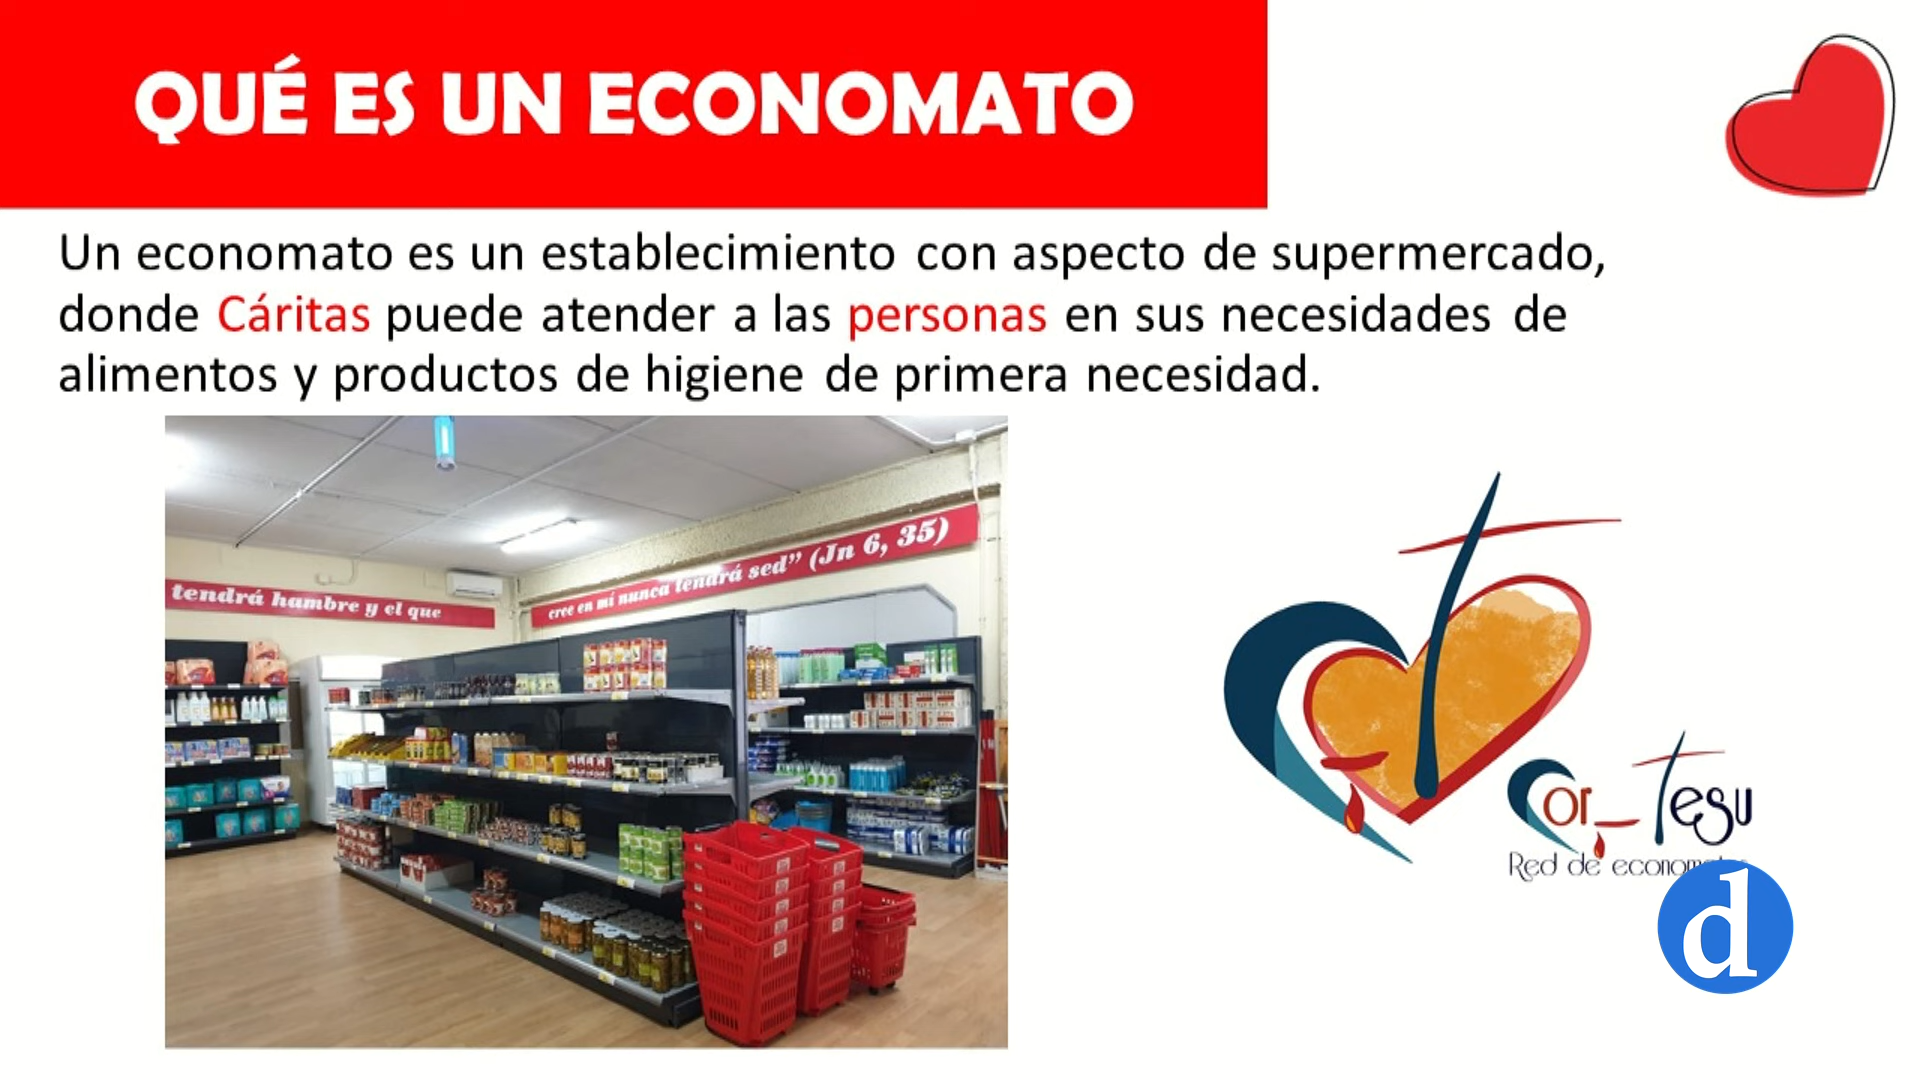 QUÉ ES UN ECONOMATO
Un economato es un establecimiento con aspecto de supermercado,
donde Cáritas puede atender a las personas en sus necesidades de
alimentos y productos de higiene de primera necesidad.
tendrá hambre y el que
cree en mí nunca tendrá sed” (Jn 6, 35)
Cor_Iesu
Red de
d